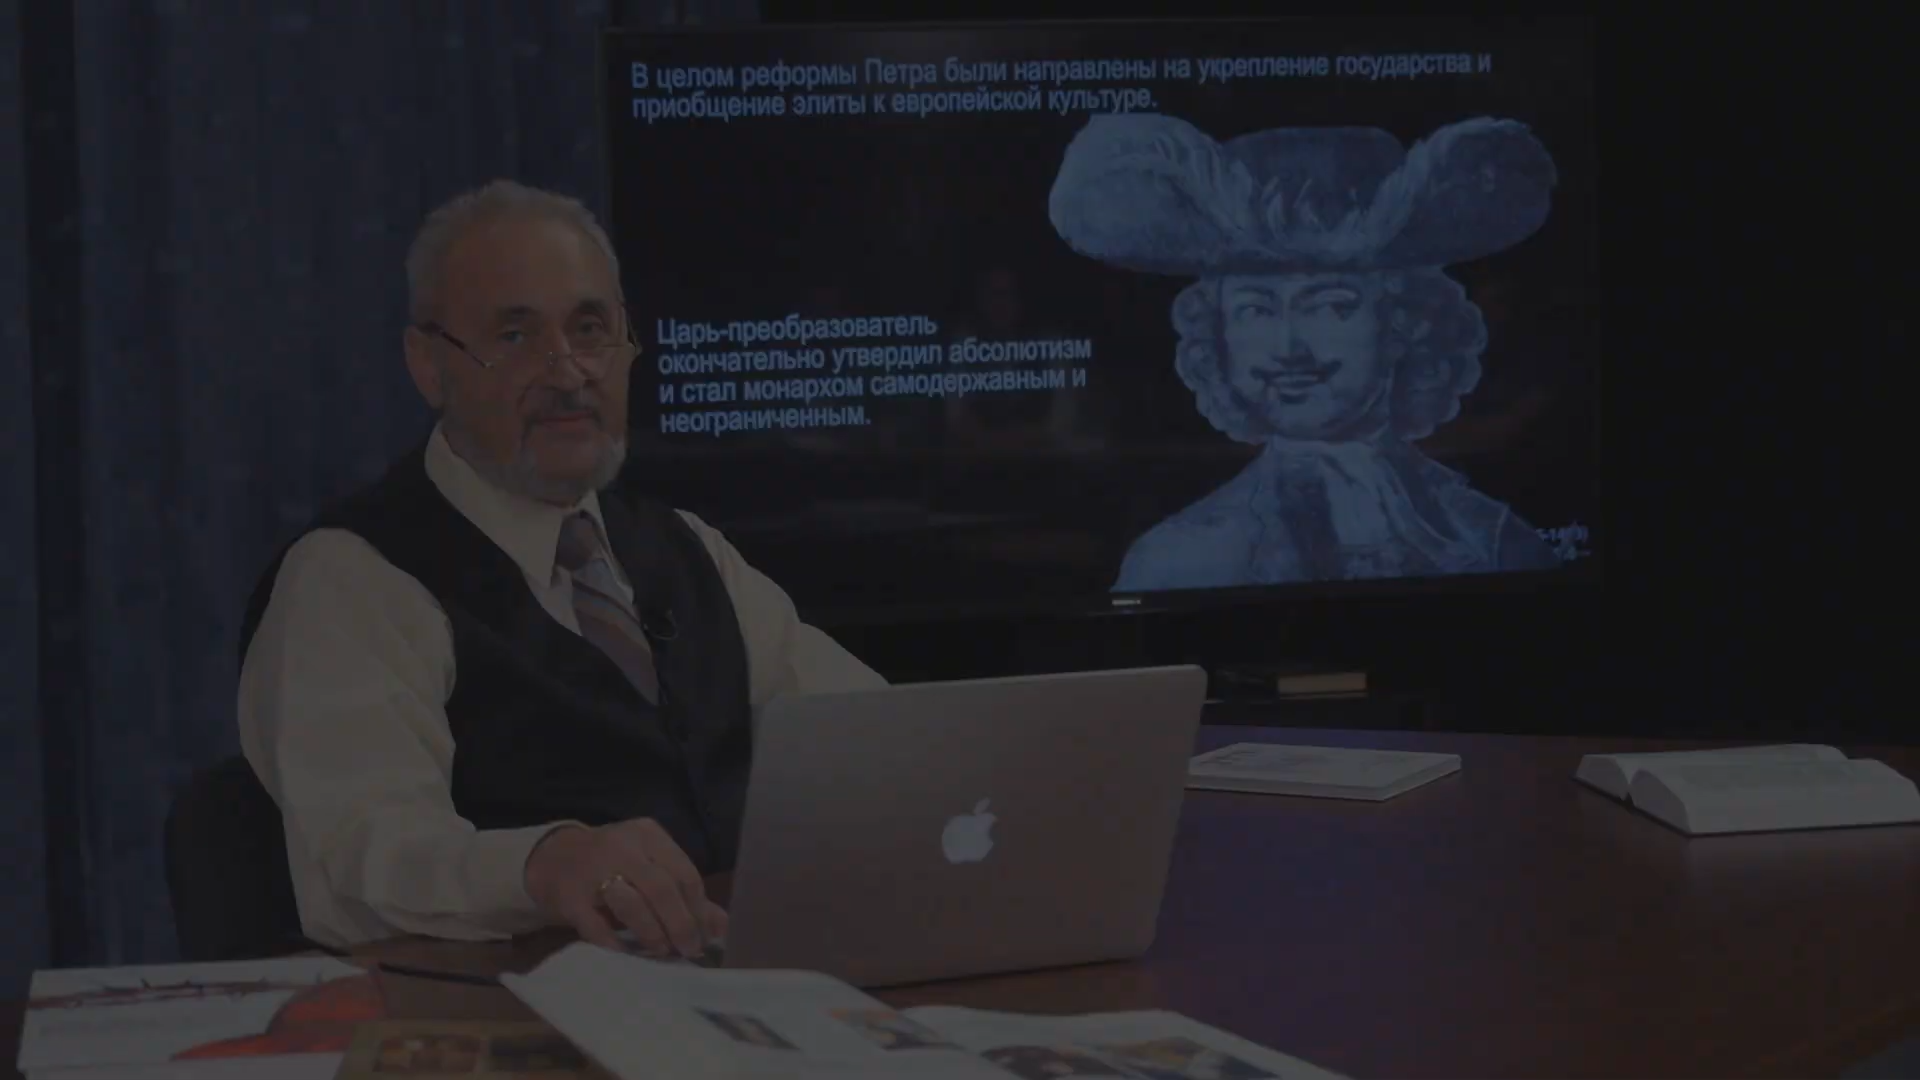 В целом реформы Петра были направлены на укрепление государства и
приобщение элиты к европейской культуре.
Царь-преобразователь
окончательно утвердил абсолютизм
и стал монархом самодержавным и
неограниченным.